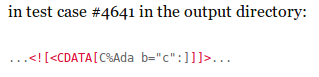 in test case #4641 in the output directory:
...<![<CDATA[C%Ada b="c":]]]>...